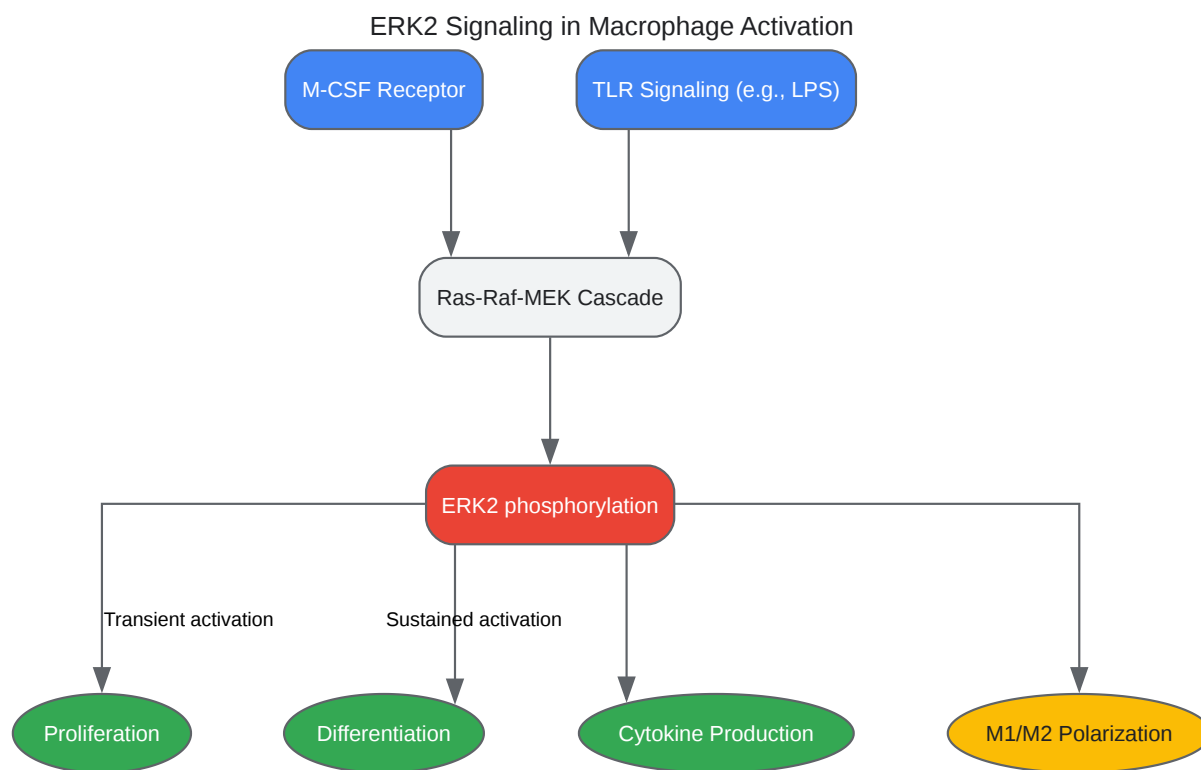 ERK2 Signaling in Macrophage Activation
M-CSF Receptor
TLR Signaling (e.g., LPS)
Ras-Raf-MEK Cascade
ERK2 phosphorylation
Transient activation
Sustained activation
Proliferation
Differentiation
Cytokine Production
M1/M2 Polarization